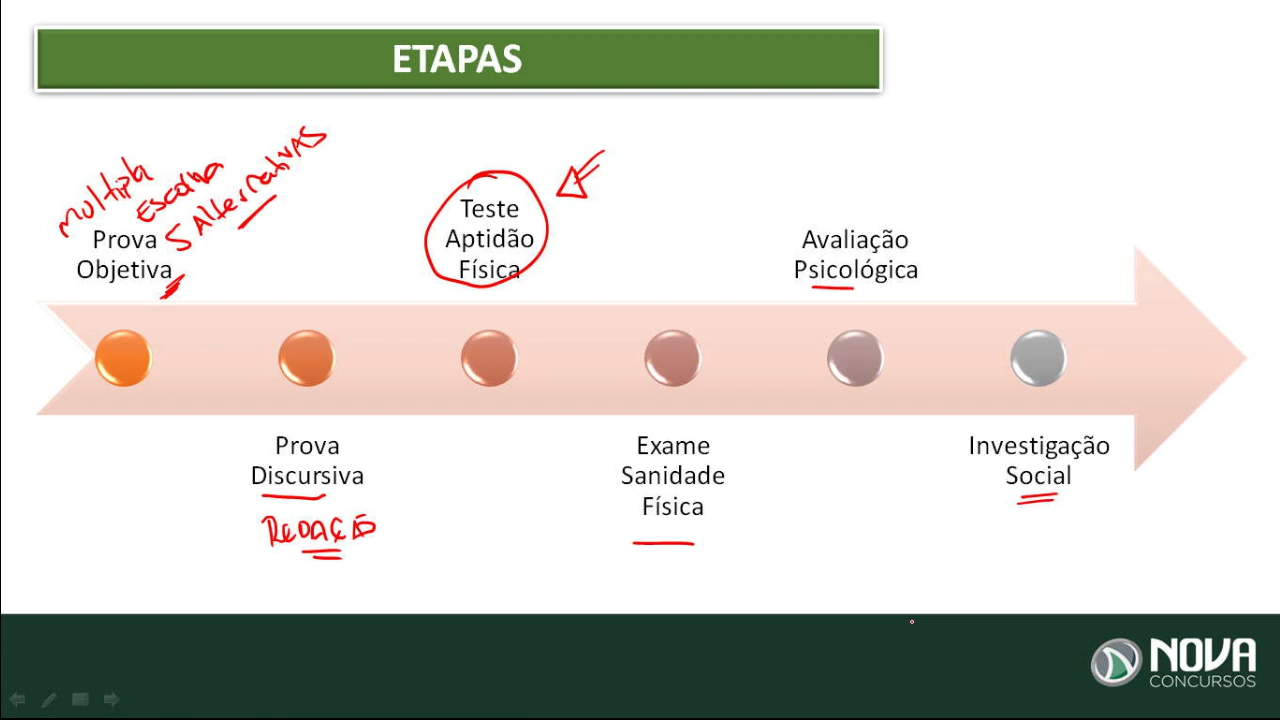 ETAPAS
multipla
Escolha
5 Alternativas
Prova
Objetiva
Teste
Aptidão
Física
Avaliação
Psicológica
Prova
Discursiva
REDAÇÃO
Exame
Sanidade
Física
Investigação
Social
NOVA
CONCURSOS